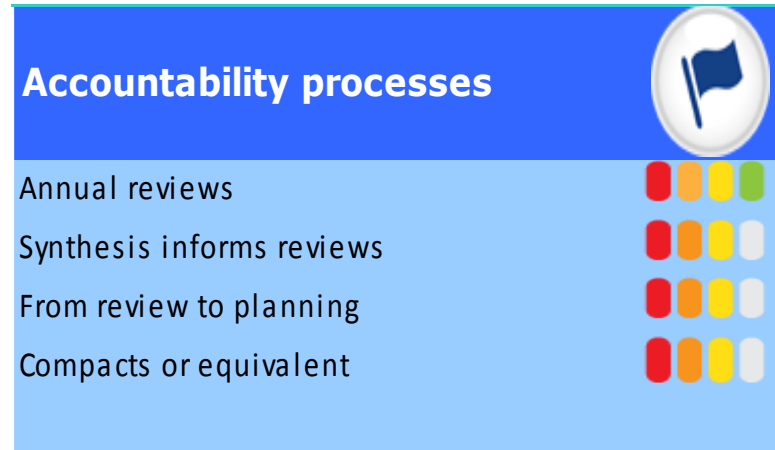 Accountability processes
Annual reviews
Synthesis informs reviews
From review to planning
Compacts or equivalent